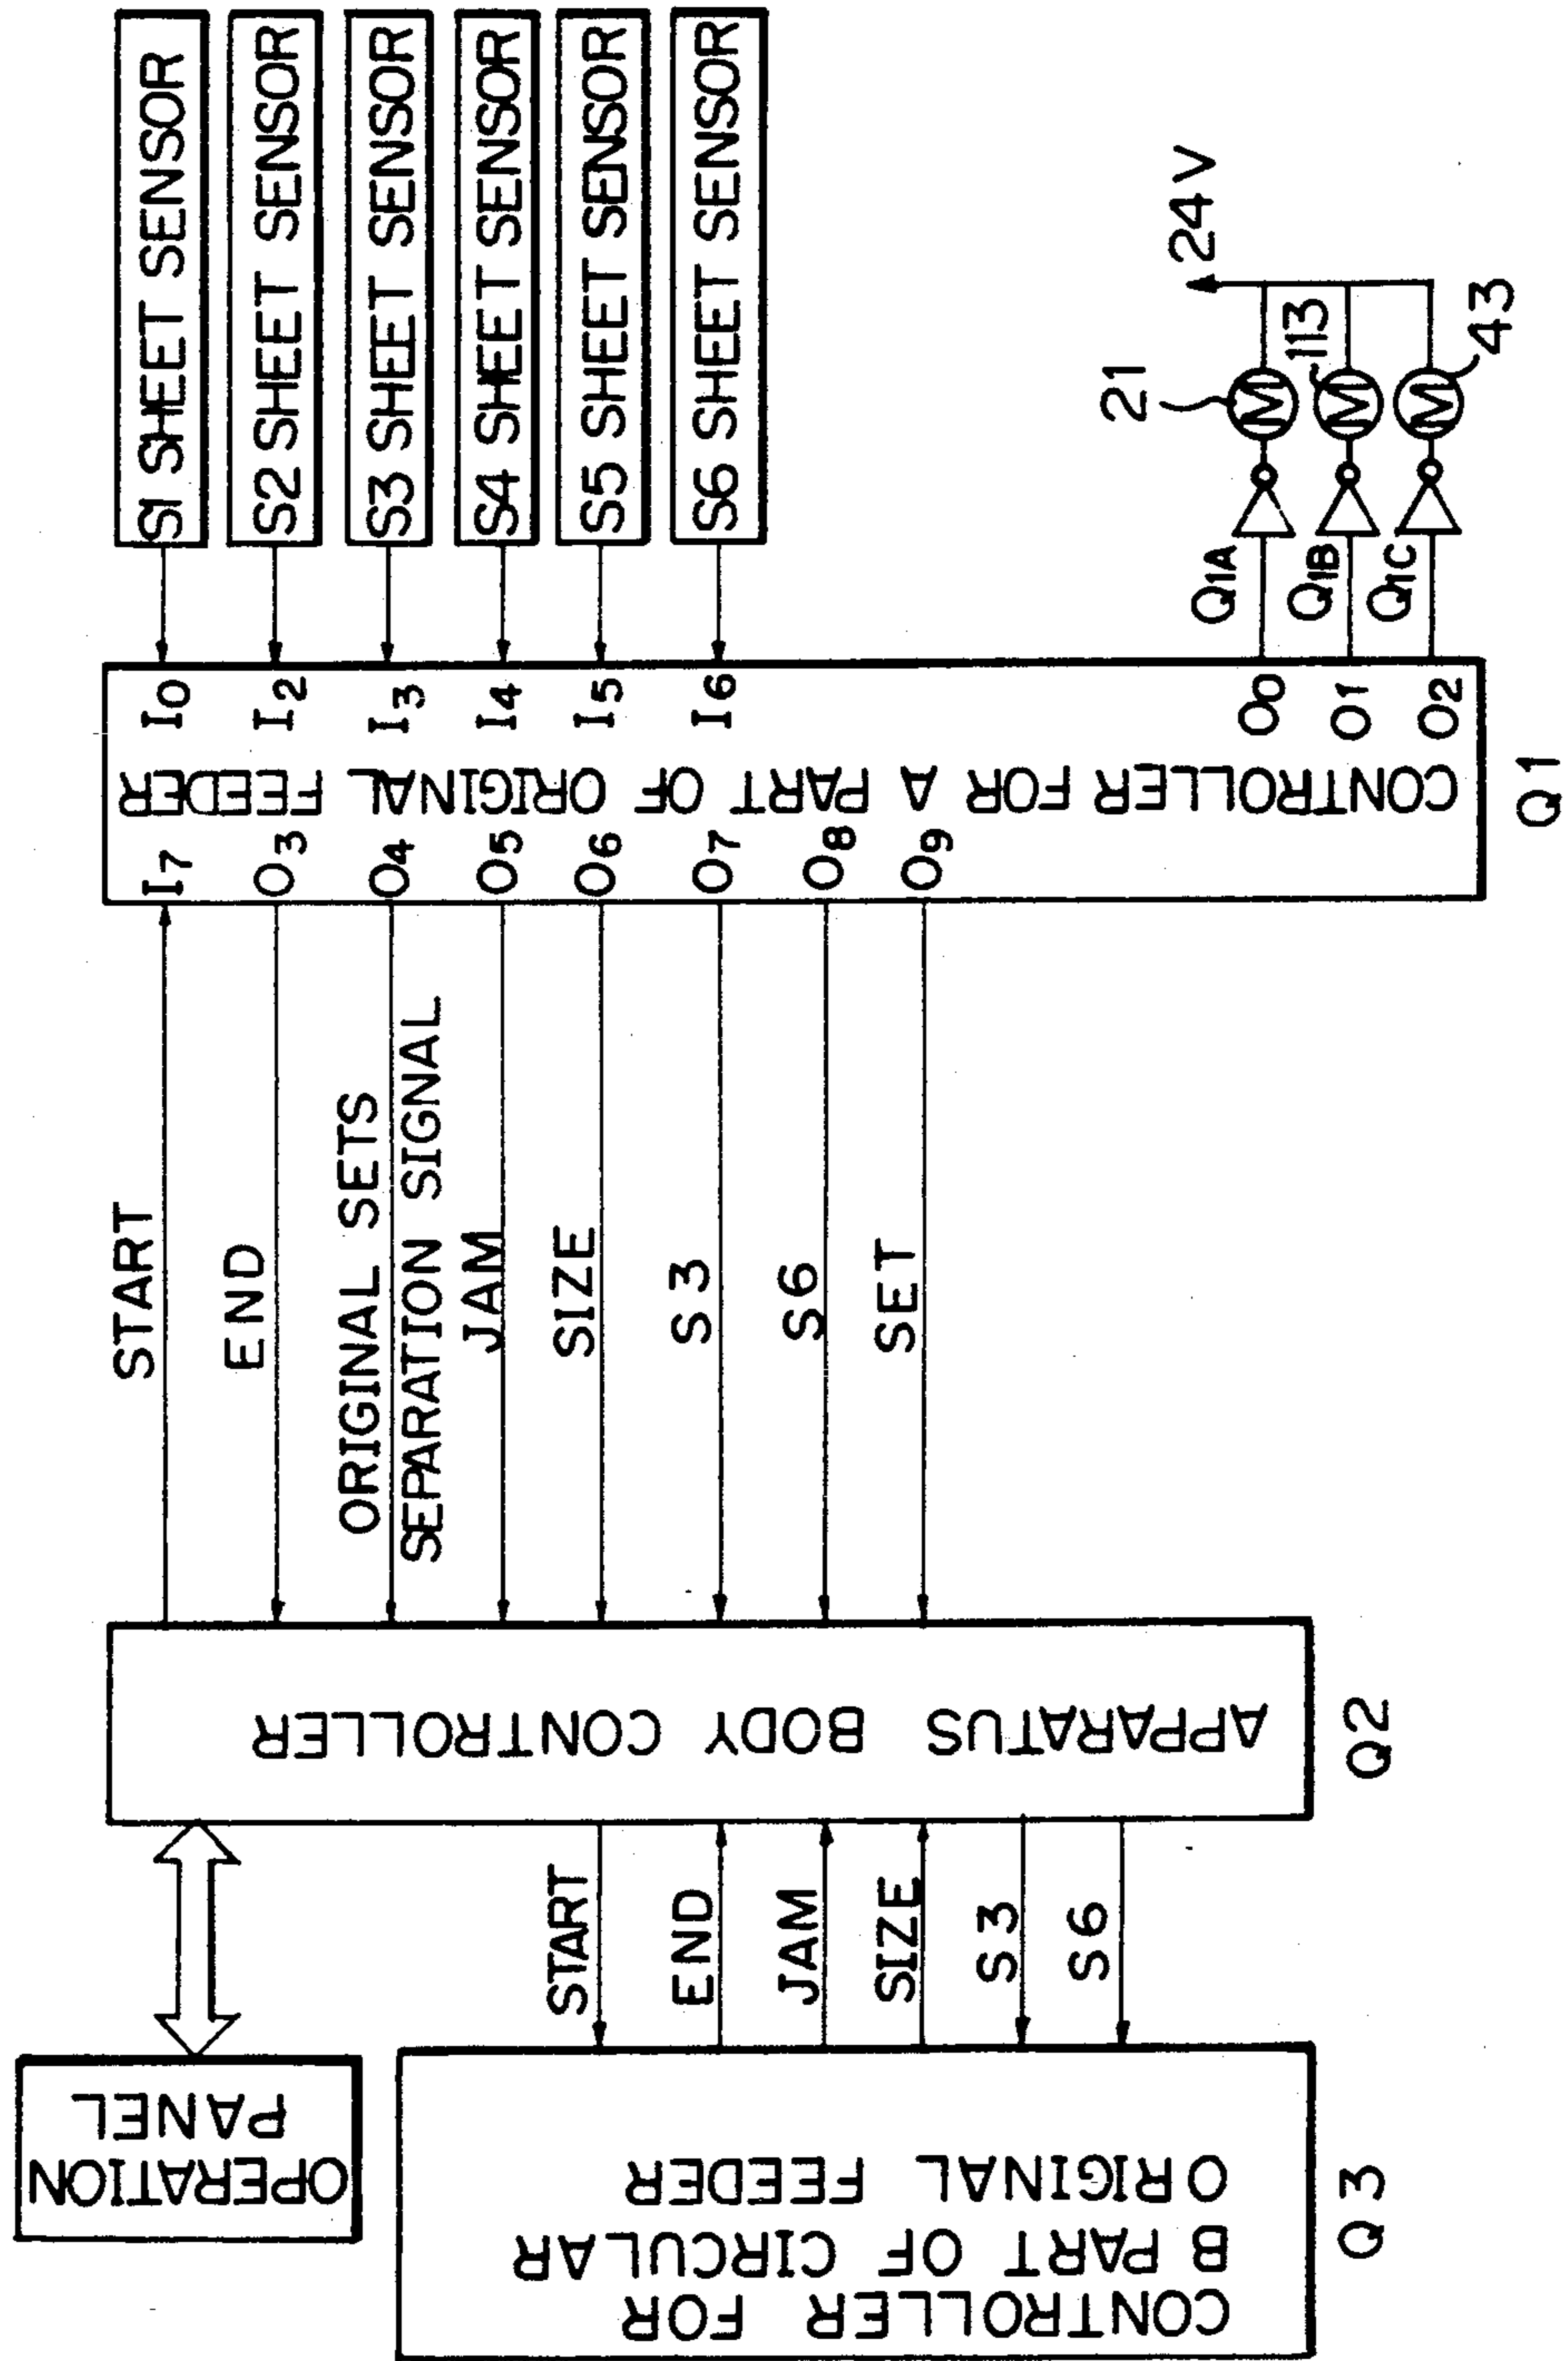 S1 SHEET SENSOR
S2 SHEET SENSOR
S3 SHEET SENSOR
S4 SHEET SENSOR
S5 SHEET SENSOR
S6 SHEET SENSOR
24V
21
113
43
Q1A
Q1B
Q1C
I0
I2
I3
I4
I5
I6
O0
O1
O2
CONTROLLER FOR A PART OF ORIGINAL FEEDER
I7
O3
O4
O5
O6
O7
O8
O9
Q1
START
END
ORIGINAL SETS
SEPARATION SIGNAL
JAM
SIZE
S3
S6
SET
APPARATUS BODY CONTROLLER
Q2
START
END
JAM
SIZE
S3
S6
OPERATION
PANEL
CONTROLLER FOR
B PART OF CIRCULAR
ORIGINAL FEEDER
Q3
M
M
M